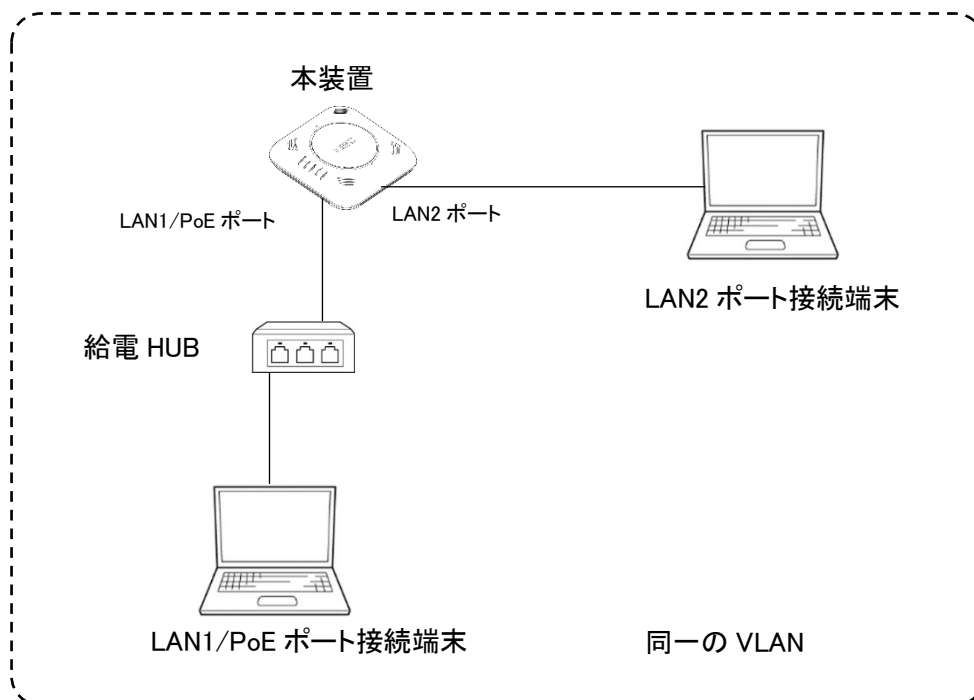 本装置
LAN1/PoE ポート
LAN2 ポート
LAN2 ポート接続端末
給電 HUB
LAN1/PoE ポート接続端末
同一の VLAN